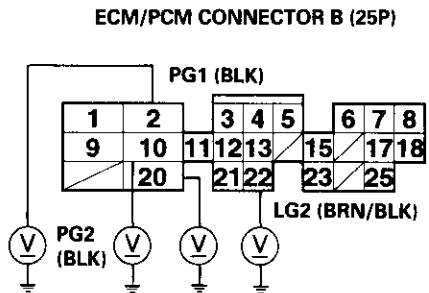 ECM/PCM CONNECTOR B (25P)
PG1 (BLK)
1 2 3 4 5 6 7 8
9 10 11 12 13 15 17 18
20 21 22 23 25
LG2 (BRN/BLK)
V PG2 V V V
(BLK)